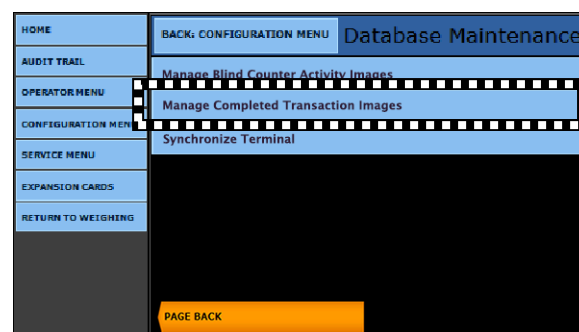 HOME
AUDIT TRAIL
OPERATOR MENU
CONFIGURATION MENU
SERVICE MENU
EXPANSION CARDS
RETURN TO WEIGHING
BACK: CONFIGURATION MENU
Database Maintenance
Manage Blind Counter Activity Images
Manage Completed Transaction Images
Synchronize Terminal
PAGE BACK